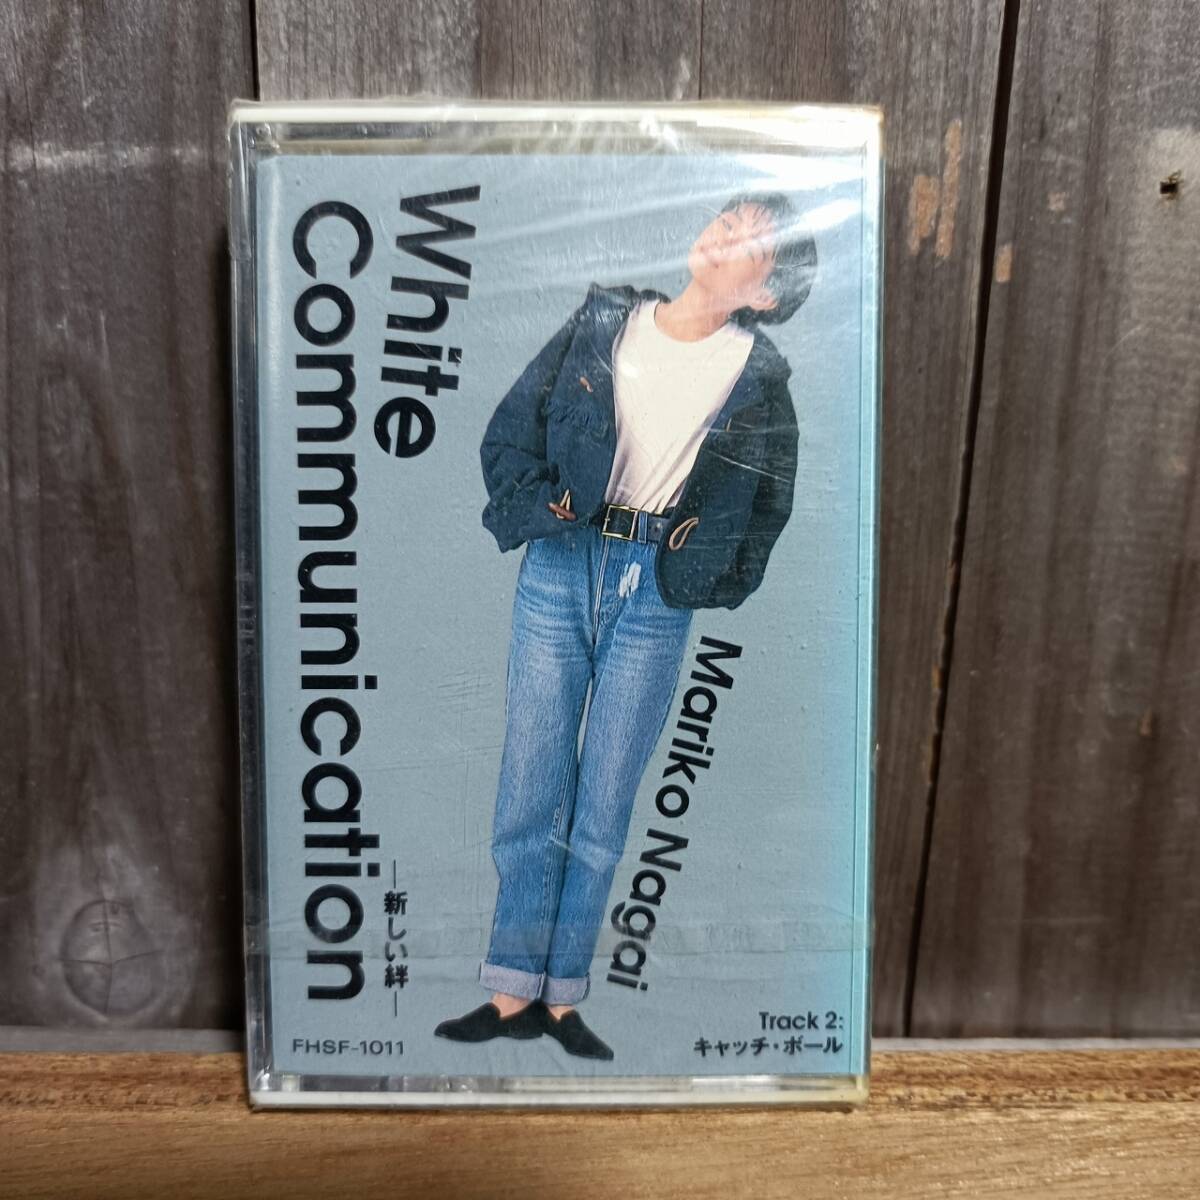 White
Communication
―新しい絆―
Mariko Nagai
FHSF-1011
Track 2:
キャッチ・ボール